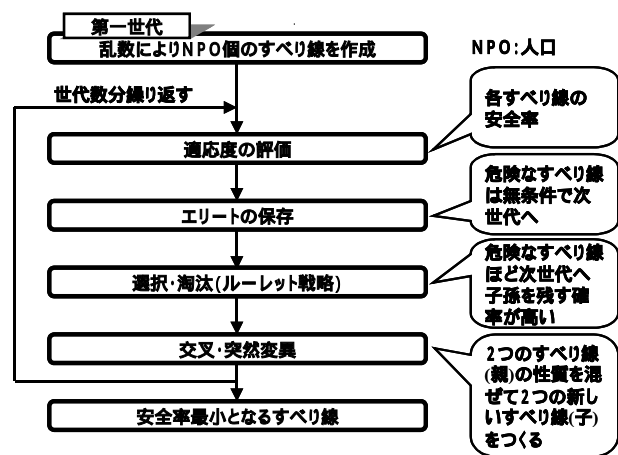 第一世代
乱数によりNPO個のすべり線を作成
NPO:人口
世代数分繰り返す
各すべり線の
安全率
適応度の評価
危険なすべり線
は無条件で次
世代へ
エリートの保存
危険なすべり線
ほど次世代へ
子孫を残す確
率が高い
選択･淘汰(ルーレット戦略)
交叉･突然変異
2つのすべり線
(親)の性質を混
ぜて2つの新し
いすべり線(子)
をつくる
安全率最小となるすべり線